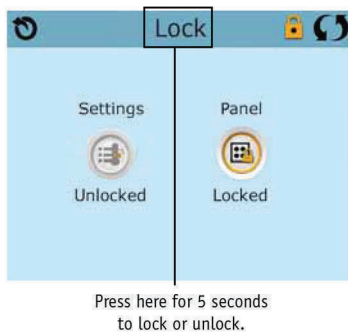 Lock
Settings
Panel
Unlocked
Locked
Press here for 5 seconds
to lock or unlock.